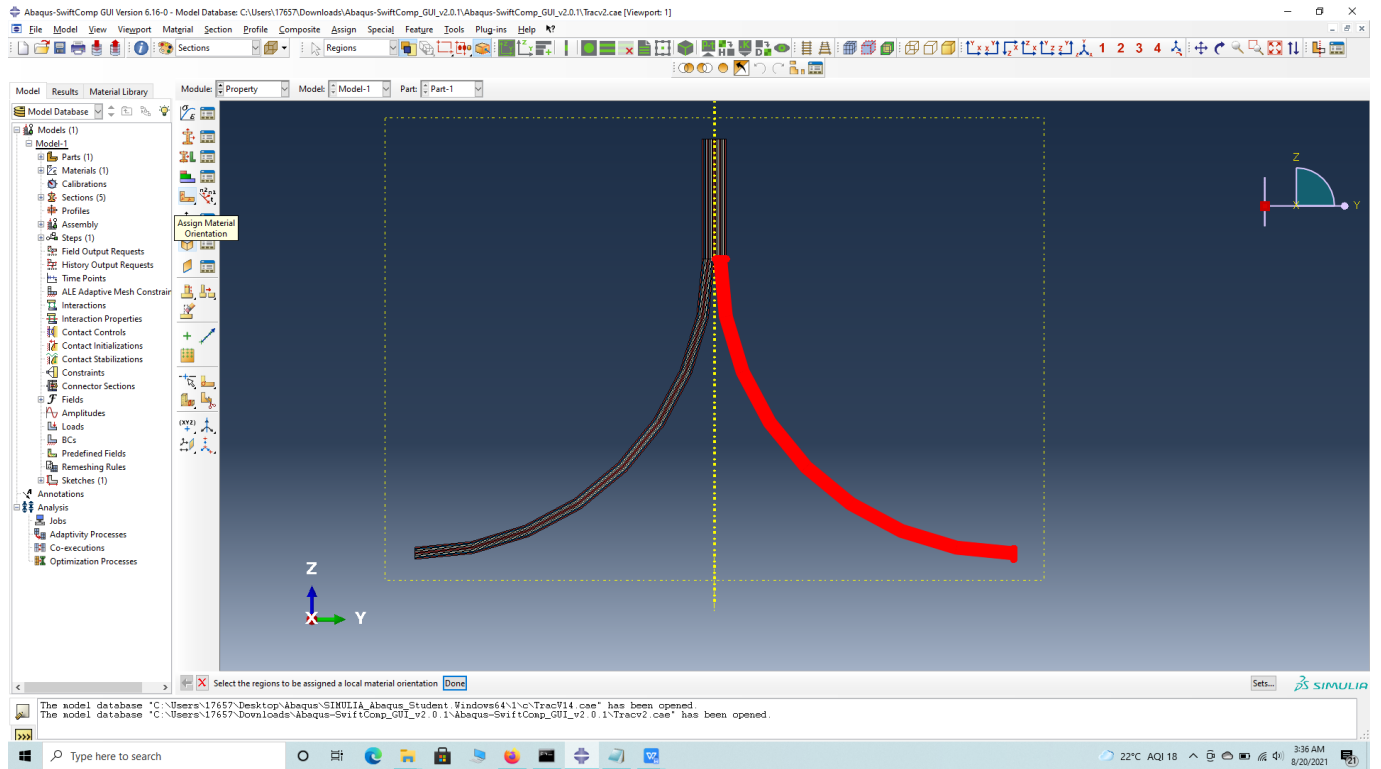 Abaqus-SwiftComp GUI Version 6.16-0 - Model Database: C:\Users\17657\Downloads\Abaqus-SwiftComp_GUI_v2.0.1\Abaqus-SwiftComp_GUI_v2.0.1\Tracv2.cae [Viewport: 1]
File Model View Viewport Material Section Profile Composite Assign Special Feature Tools Plug-ins Help
Sections Regions 1 2 3 4
Model Results Material Library Module: Property Model: Model-1 Part: Part-1
Model Database
Models (1)
Model-1
Parts (1)
Materials (1)
Calibrations
Sections (5)
Profiles
Assembly
Steps (1)
Field Output Requests
History Output Requests
Time Points
ALE Adaptive Mesh Constrain
Interactions
Interaction Properties
Contact Controls
Contact Initializations
Contact Stabilizations
Constraints
Connector Sections
Fields
Amplitudes
Loads
BCs
Predefined Fields
Remeshing Rules
Sketches (1)
Annotations
Analysis
Jobs
Adaptivity Processes
Co-executions
Optimization Processes
Assign Material
Orientation
(XYZ)
Z
X Y
Z
X Y
Select the regions to be assigned a local material orientation Done Sets... SIMULIA
The model database "C:\Users\17657\Desktop\Abaqus\SIMULIA_Abaqus_Student.Windows64\1\c\TracV14.cae" has been opened.
The model database "C:\Users\17657\Downloads\Abaqus-SwiftComp_GUI_v2.0.1\Abaqus-SwiftComp_GUI_v2.0.1\Tracv2.cae" has been opened.
>>>
Type here to search 22°C AQI 18 3:36 AM
8/20/2021 21